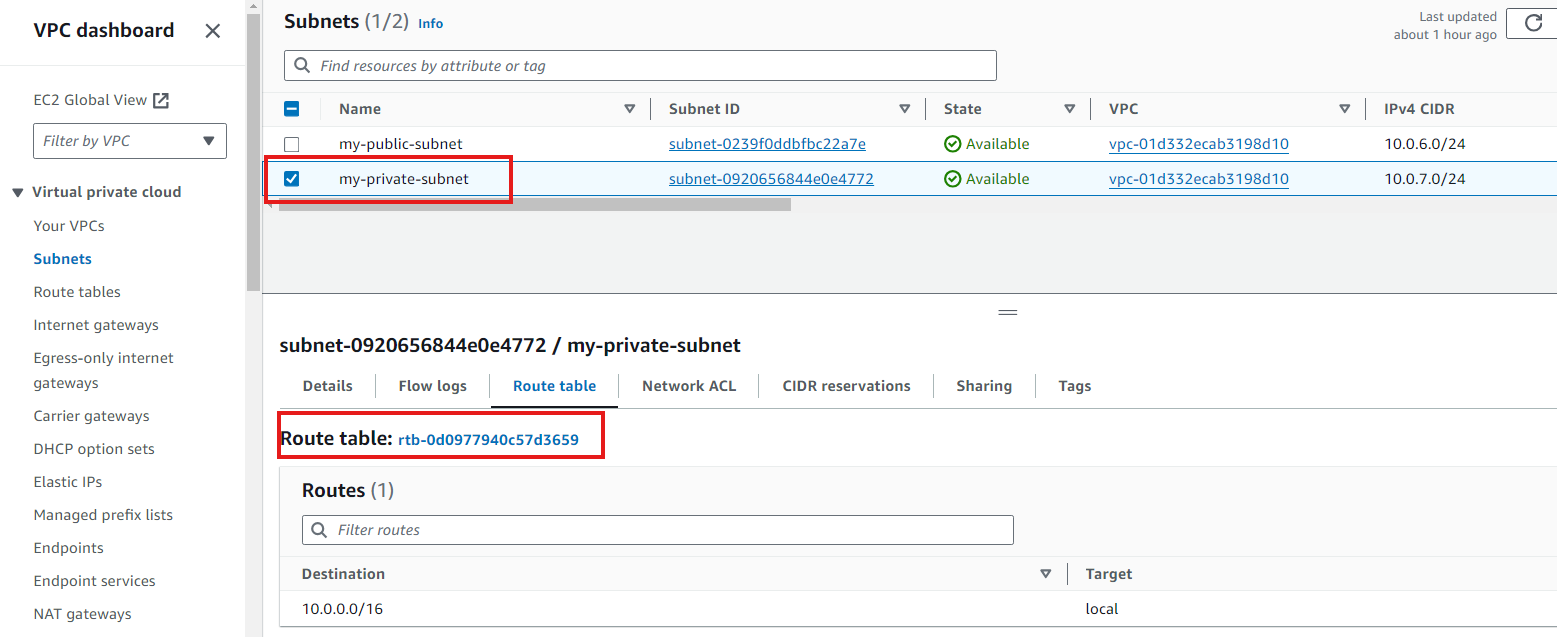 VPC dashboard
EC2 Global View
Filter by VPC
Virtual private cloud
Your VPCs
Subnets
Route tables
Internet gateways
Egress-only internet
gateways
Carrier gateways
DHCP option sets
Elastic IPs
Managed prefix lists
Endpoints
Endpoint services
NAT gateways
Subnets (1/2) Info
Last updated
about 1 hour ago
Find resources by attribute or tag
Name Subnet ID State VPC IPv4 CIDR
my-public-subnet subnet-0239f0ddbfbc22a7e Available vpc-01d332ecab3198d10 10.0.6.0/24
my-private-subnet subnet-0920656844e0e4772 Available vpc-01d332ecab3198d10 10.0.7.0/24
subnet-0920656844e0e4772 / my-private-subnet
Details Flow logs Route table Network ACL CIDR reservations Sharing Tags
Route table: rtb-0d0977940c57d3659
Routes (1)
Filter routes
Destination Target
10.0.0.0/16 local